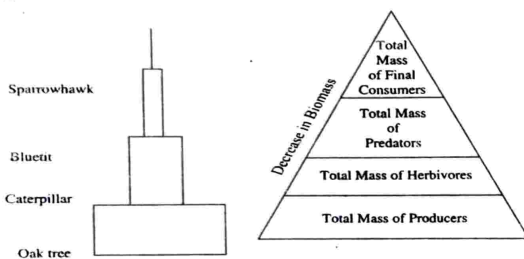 Sparrowhawk
Bluetit
Caterpillar
Oak tree
Decrease in Biomass
Total
Mass
of Final
Consumers
Total Mass
of
Predators
Total Mass of Herbivores
Total Mass of Producers